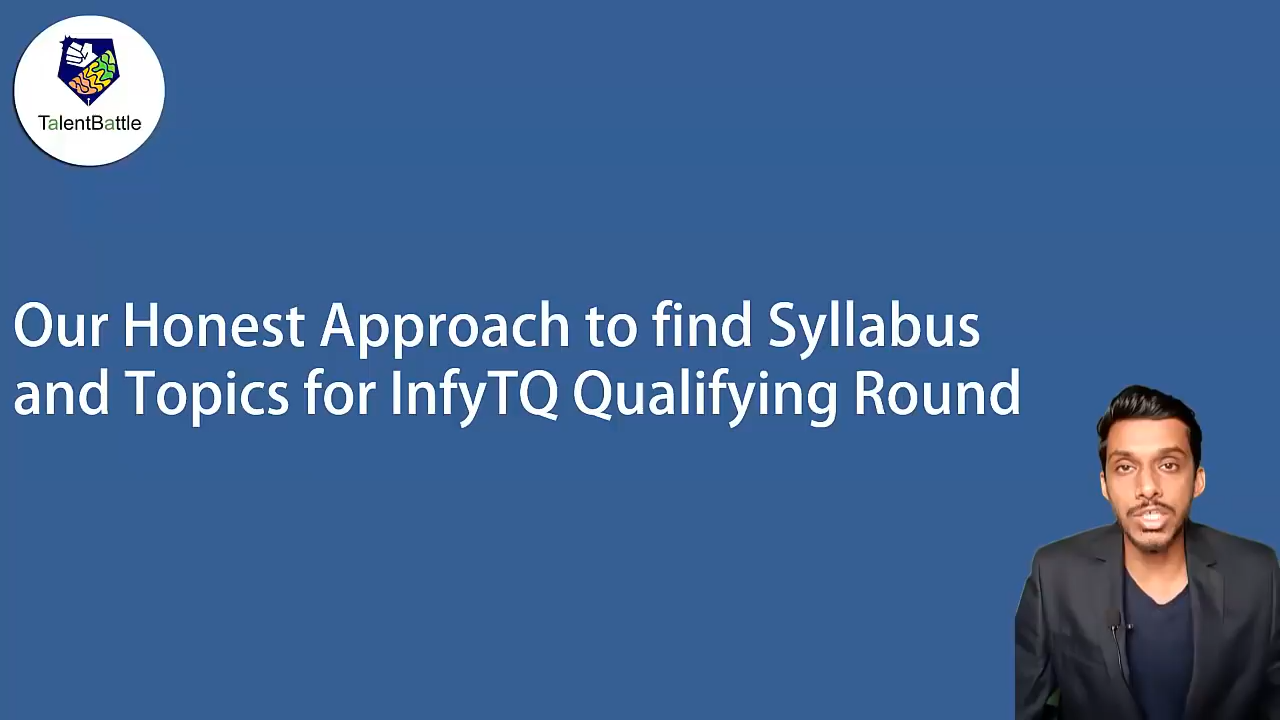 TalentBattle
Our Honest Approach to find Syllabus
and Topics for InfyTQ Qualifying Round